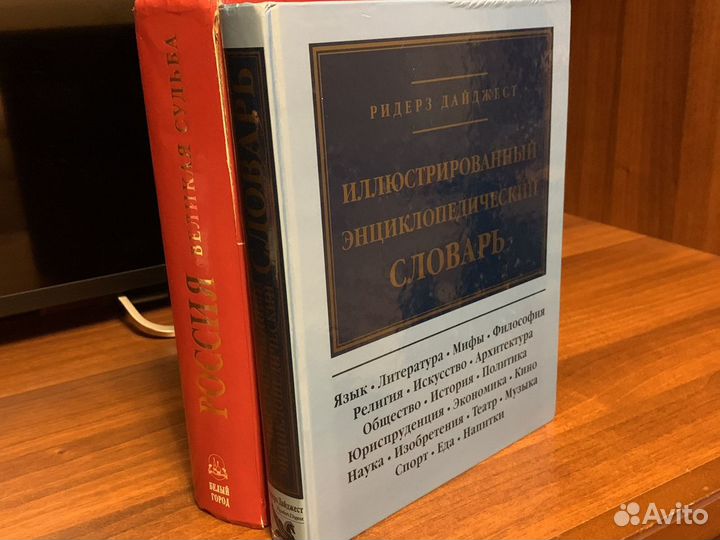 РОССИЯ ВЕЛИКАЯ СУДЬБА
БЕЛЫЙ
ГОРОД
СЛОВАРЬ
Дайджест
РИДЕРЗ ДАЙДЖЕСТ
ИЛЛЮСТРИРОВАННЫЙ
ЭНЦИКЛОПЕДИЧЕСКИЙ
СЛОВАРЬ
Язык • Литература • Мифы • Философия
Религия • Искусство • Архитектура
Общество • История • Политика
Юриспруденция • Экономика • Кино
Наука • Изобретения • Театр • Музыка
Спорт • Еда • Напитки
Avito